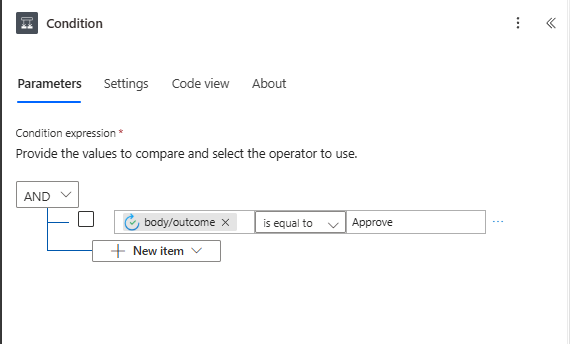 Condition
Parameters Settings Code view About
Condition expression *
Provide the values to compare and select the operator to use.
AND
body/outcome × is equal to Approve ...
+ New item